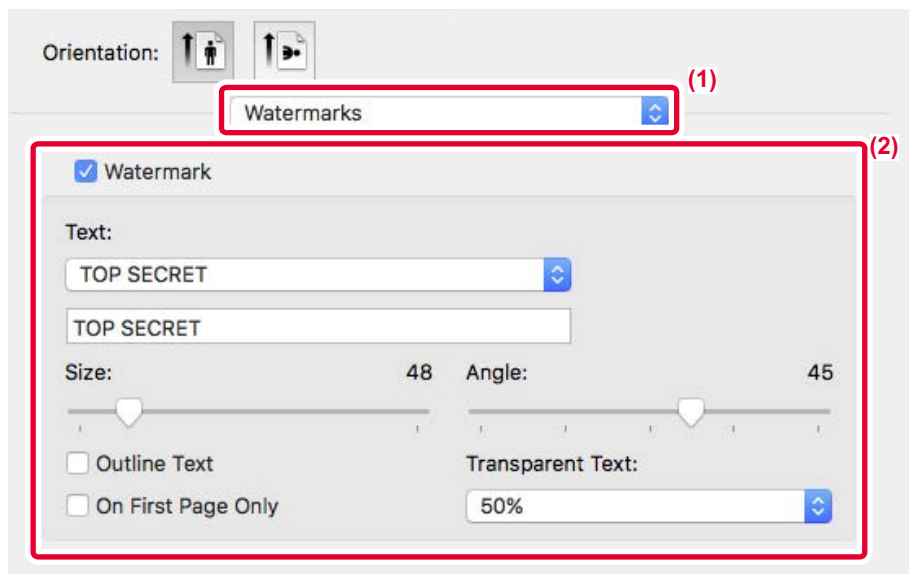 Orientation:
(1)
Watermarks
(2)
Watermark
Text:
TOP SECRET
TOP SECRET
Size: 48 Angle: 45
Outline Text Transparent Text:
On First Page Only 50%